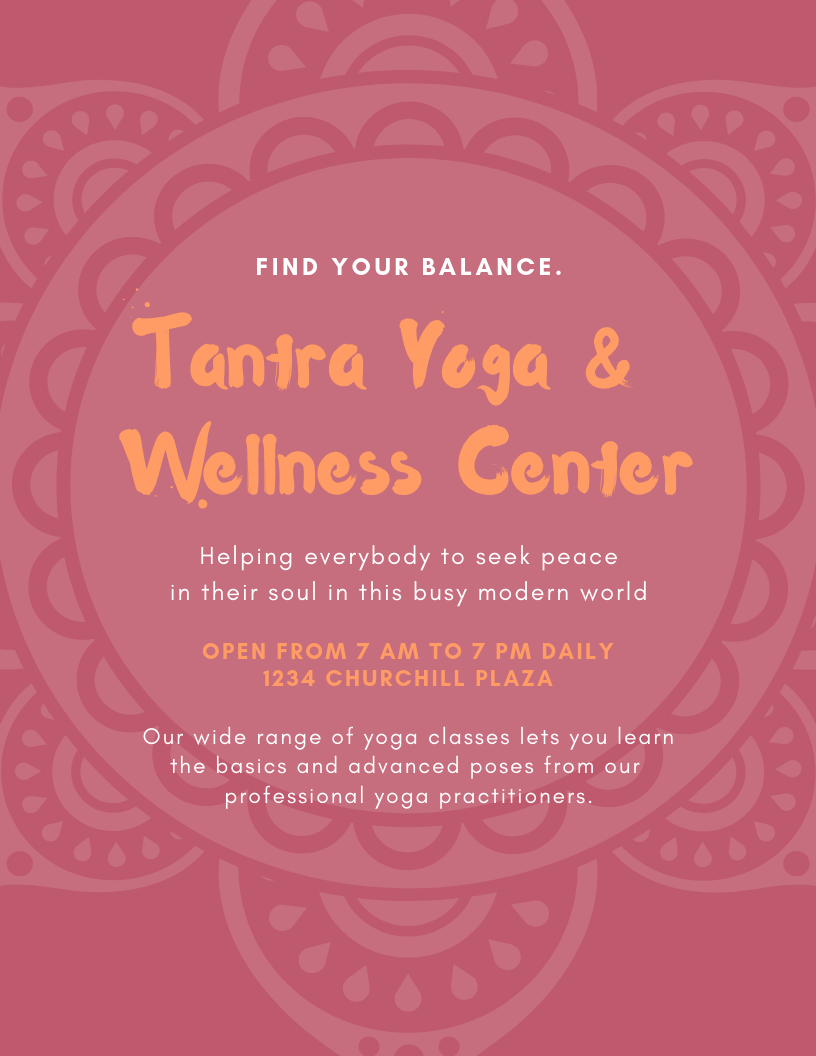 FIND YOUR BALANCE.
Tantra Yoga &
Wellness Center
Helping everybody to seek peace
in their soul in this busy modern world
OPEN FROM 7 AM TO 7 PM DAILY
1234 CHURCHILL PLAZA
Our wide range of yoga classes lets you learn
the basics and advanced poses from our
professional yoga practitioners.